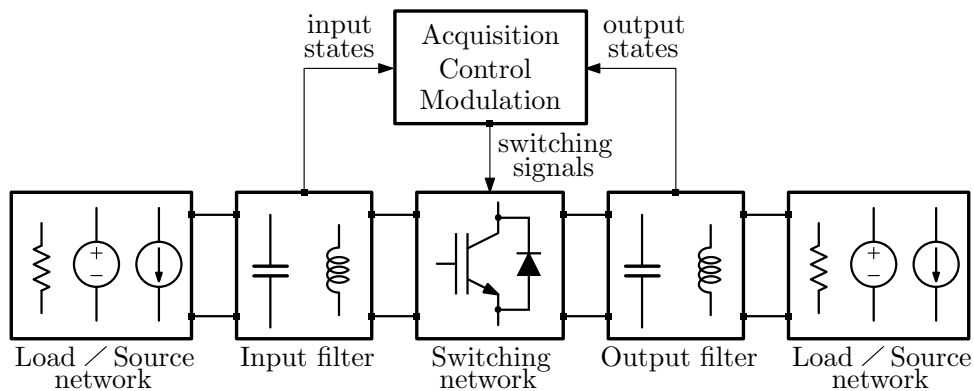 input
states
Acquisition
Control
Modulation
output
states
switching
signals
+
−
+
−
Load / Source
network
Input filter
Switching
network
Output filter
Load / Source
network